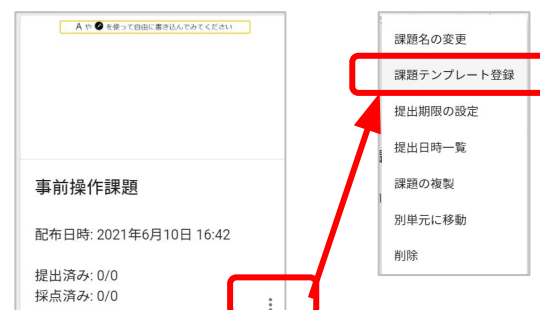 A や を使って自由に書き込んでみてください
事前操作課題
配布日時: 2021年6月10日 16:42
提出済み: 0/0
採点済み: 0/0
課題名の変更
課題テンプレート登録
提出期限の設定
提出日時一覧
課題の複製
別単元に移動
削除